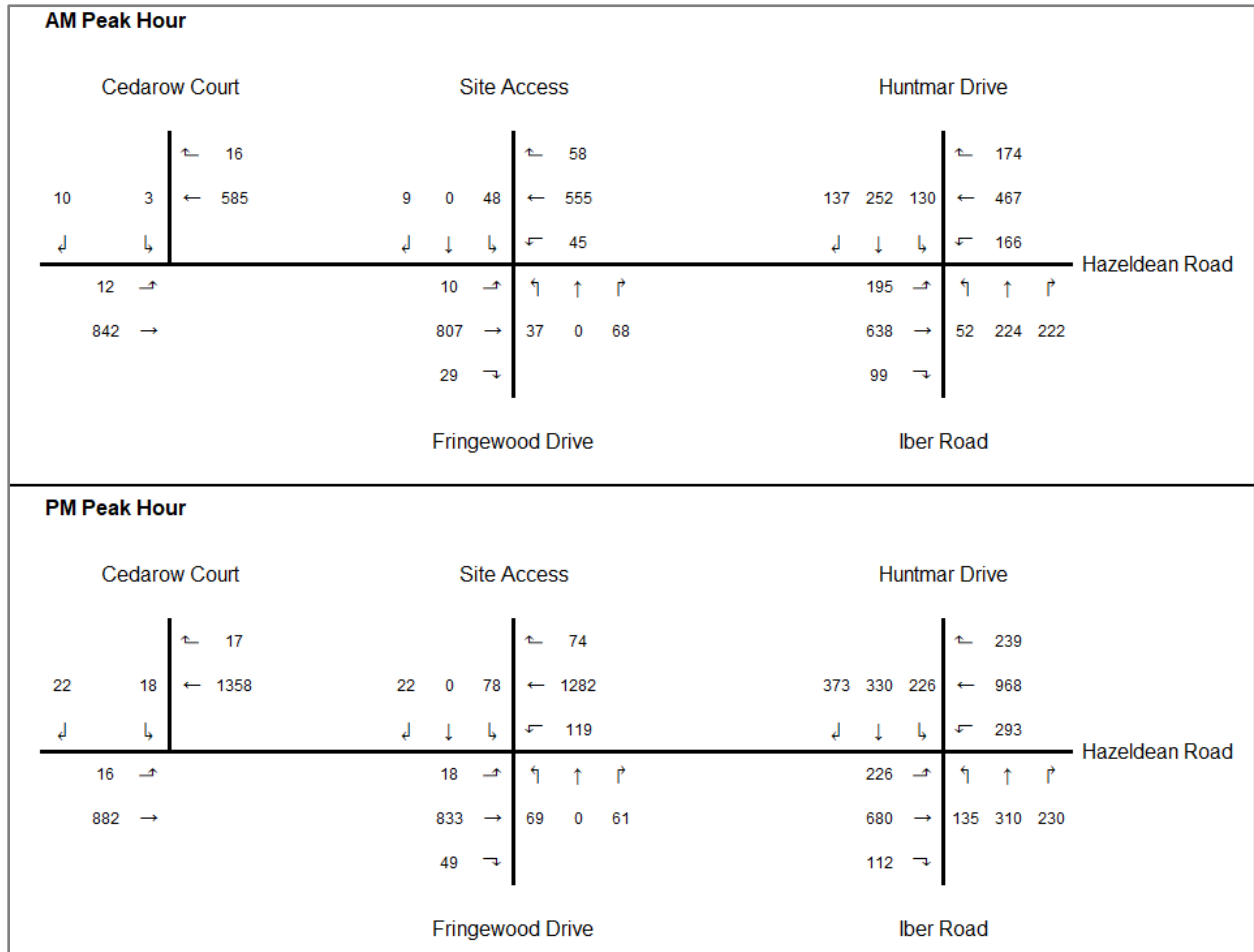 AM Peak Hour
Cedarow Court Site Access Huntmar Drive
16 58 174
10 3 585 9 0 48 555 137 252 130 467
45 166
Hazeldean Road
12 10 195
842 807 37 0 68 638 52 224 222
29 99
Fringewood Drive Iber Road
PM Peak Hour
Cedarow Court Site Access Huntmar Drive
17 74 239
22 18 1358 22 0 78 1282 373 330 226 968
119 293
Hazeldean Road
16 18 226
882 833 69 0 61 680 135 310 230
49 112
Fringewood Drive Iber Road